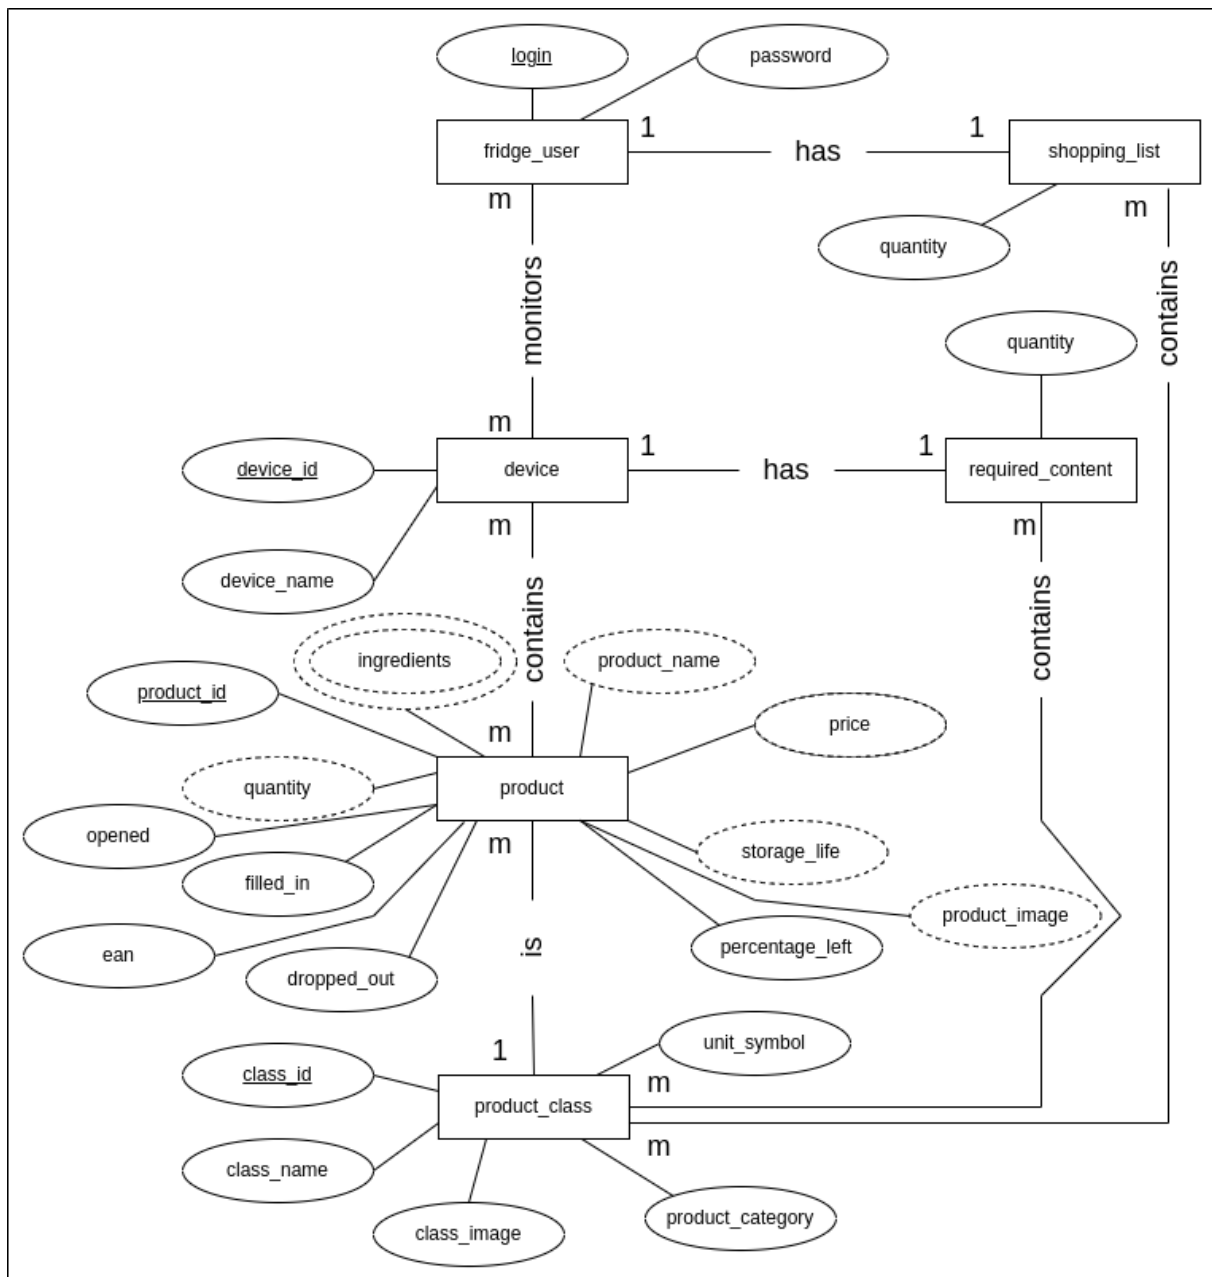 login
password
fridge_user
1
has
1
shopping_list
m
m
quantity
monitors
contains
quantity
m
device_id
device
1
has
1
required_content
m
m
device_name
contains
contains
ingredients
product_name
product_id
price
m
quantity
product
opened
m
storage_life
filled_in
product_image
ean
is
percentage_left
dropped_out
unit_symbol
1
class_id
m
product_class
m
class_name
product_category
class_image